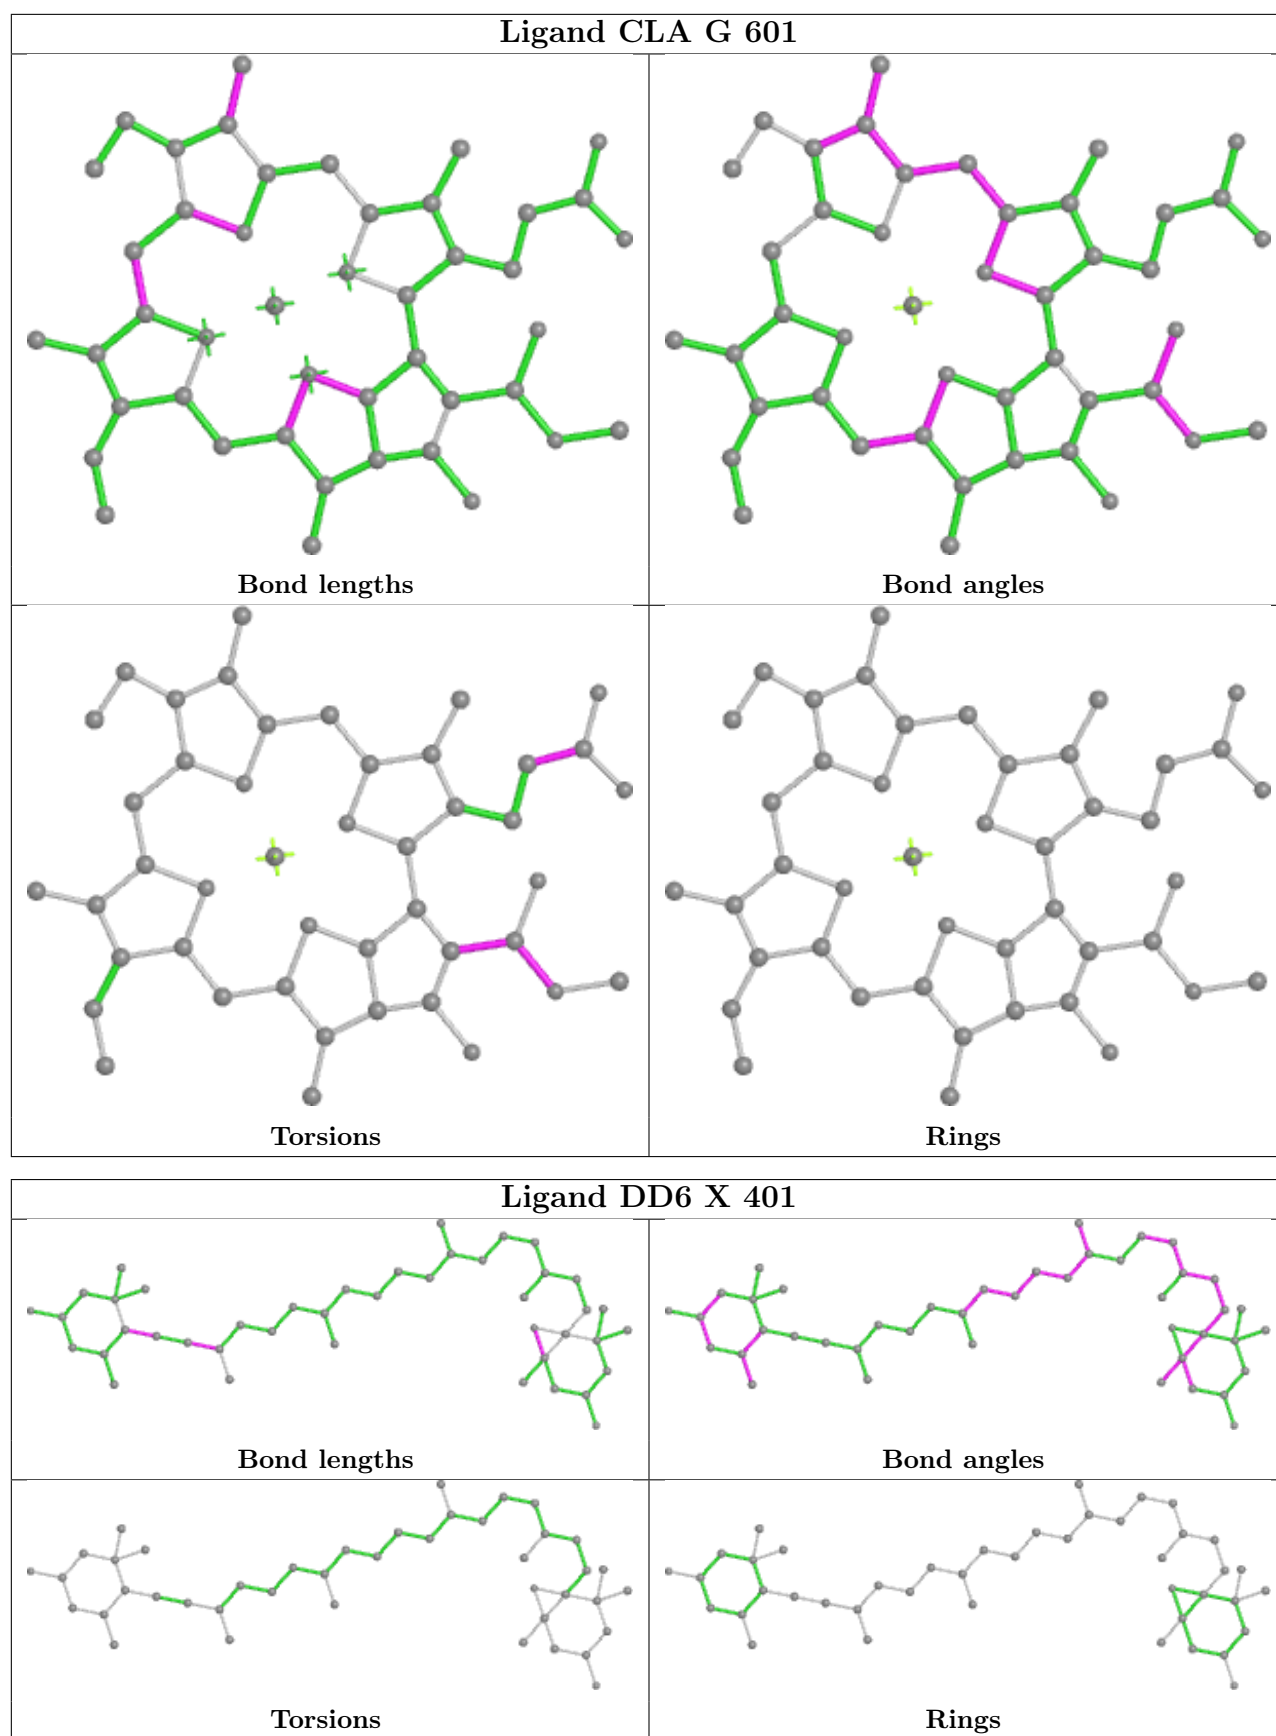 Ligand CLA G 601
Bond lengths
Bond angles
Torsions
Rings
Ligand DD6 X 401
Bond lengths
Bond angles
Torsions
Rings